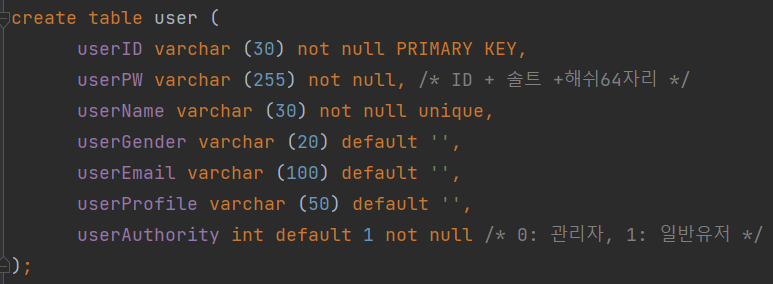 create table user (
userID varchar (30) not null PRIMARY KEY,
userPW varchar (255) not null, /* ID + 솔트 +해쉬64자리 */
userName varchar (30) not null unique,
userGender varchar (20) default '',
userEmail varchar (100) default '',
userProfile varchar (50) default '',
userAuthority int default 1 not null /* 0: 관리자, 1: 일반유저 */
);